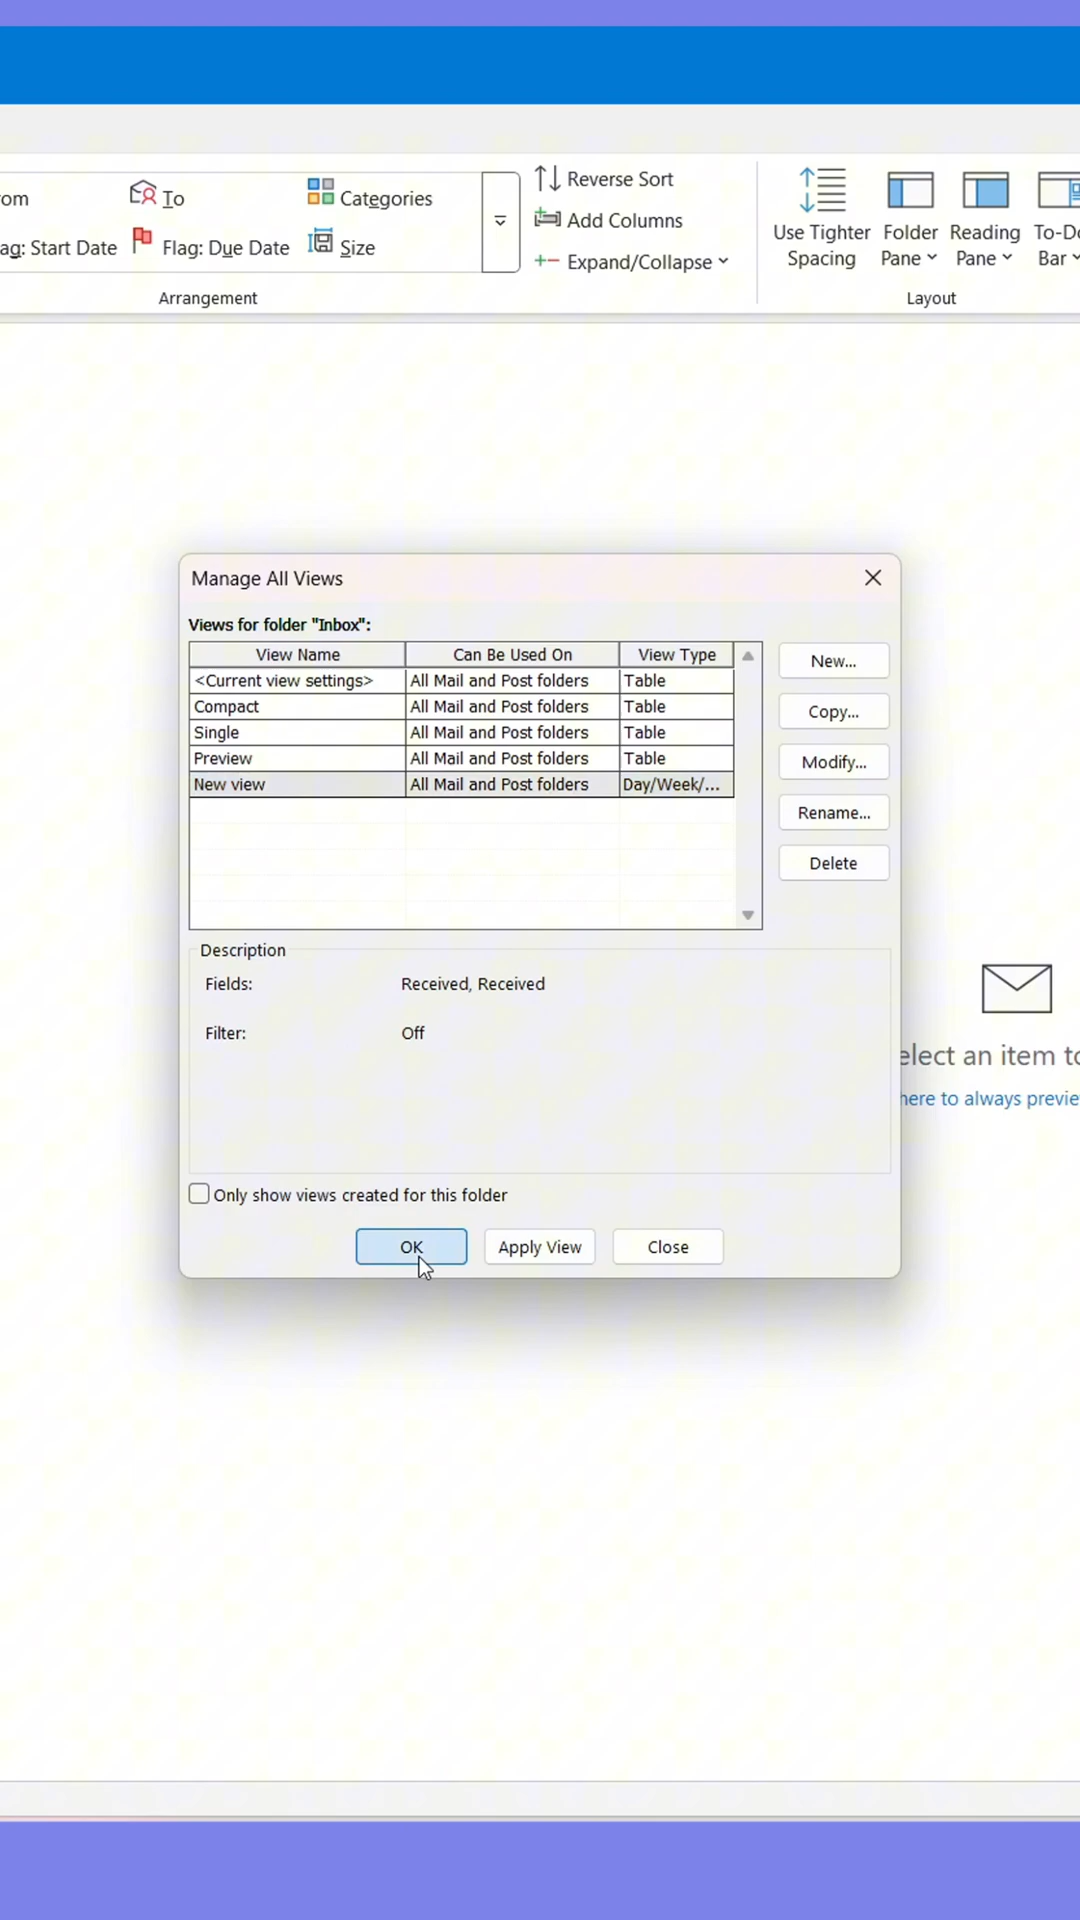 om
To
Categories
ag: Start Date
Flag: Due Date
Size
Arrangement
Reverse Sort
Add Columns
Expand/Collapse
Use Tighter
Spacing
Folder
Pane
Reading
Pane
To-Do
Bar
Layout
Manage All Views
Views for folder "Inbox":
View Name Can Be Used On View Type
<Current view settings> All Mail and Post folders Table
Compact All Mail and Post folders Table
Single All Mail and Post folders Table
Preview All Mail and Post folders Table
New view All Mail and Post folders Day/Week/...
New...
Copy...
Modify...
Rename...
Delete
Description
Fields: Received, Received
Filter: Off
Only show views created for this folder
OK Apply View Close
elect an item to
here to always previe